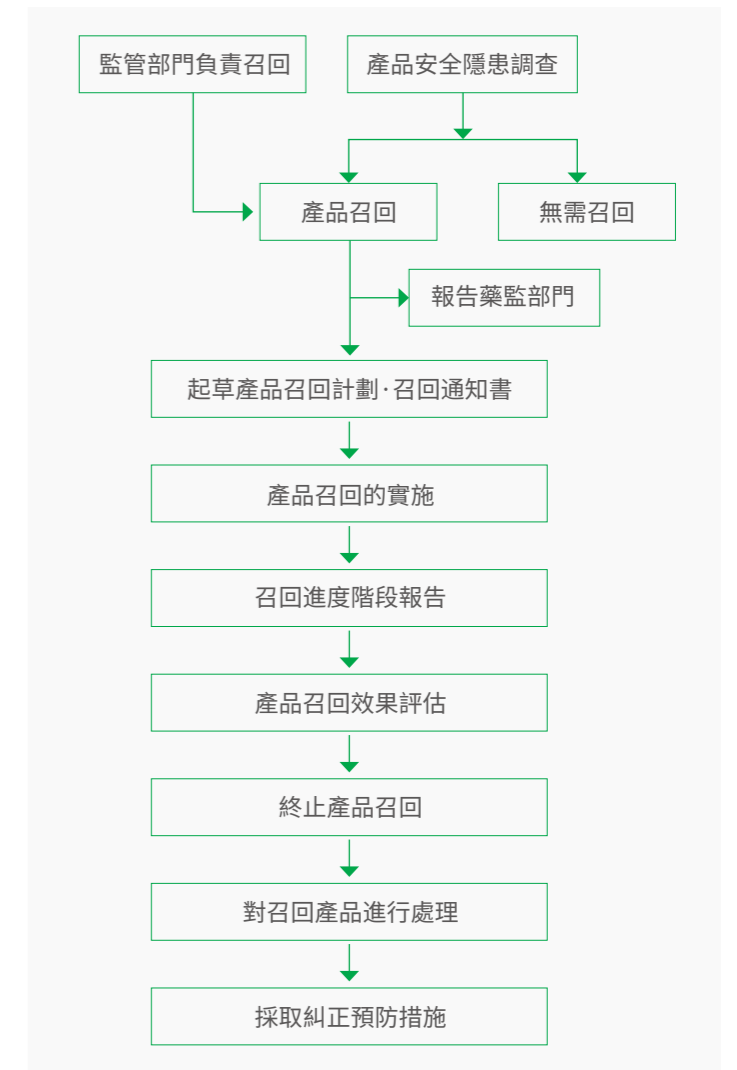 監管部門負責召回
產品安全隱患調查
產品召回
無需召回
報告藥監部門
起草產品召回計劃·召回通知書
產品召回的實施
召回進度階段報告
產品召回效果評估
終止產品召回
對召回產品進行處理
採取糾正預防措施